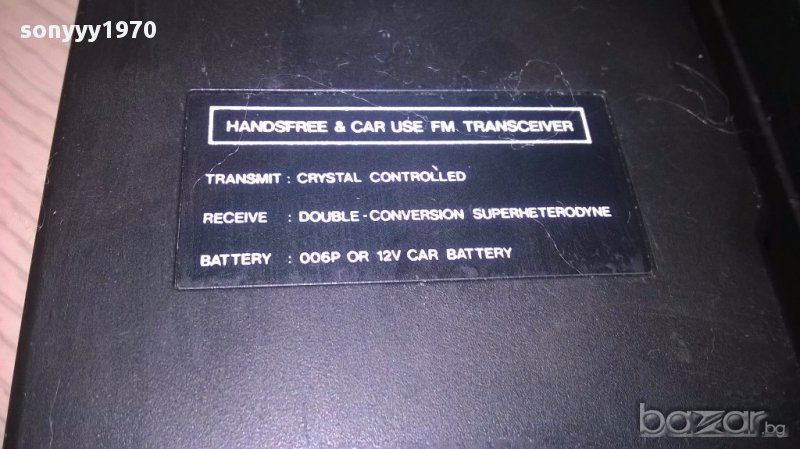 sonyyy1970
HANDSFREE & CAR USE FM TRANSCEIVER
TRANSMIT : CRYSTAL CONTROLLED
RECEIVE : DOUBLE-CONVERSION SUPERHETERODYNE
BATTERY : 006P OR 12V CAR BATTERY
bazar.bg